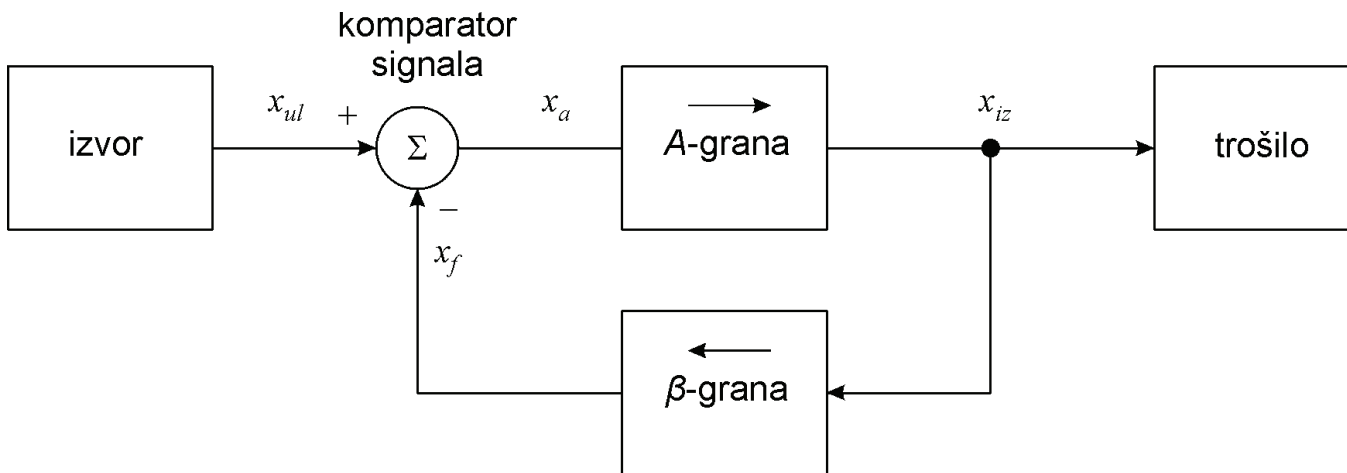 komparator
signala
izvor
x_ul
+
Σ
x_a
A-grana
x_iz
trošilo
−
x_f
β-grana